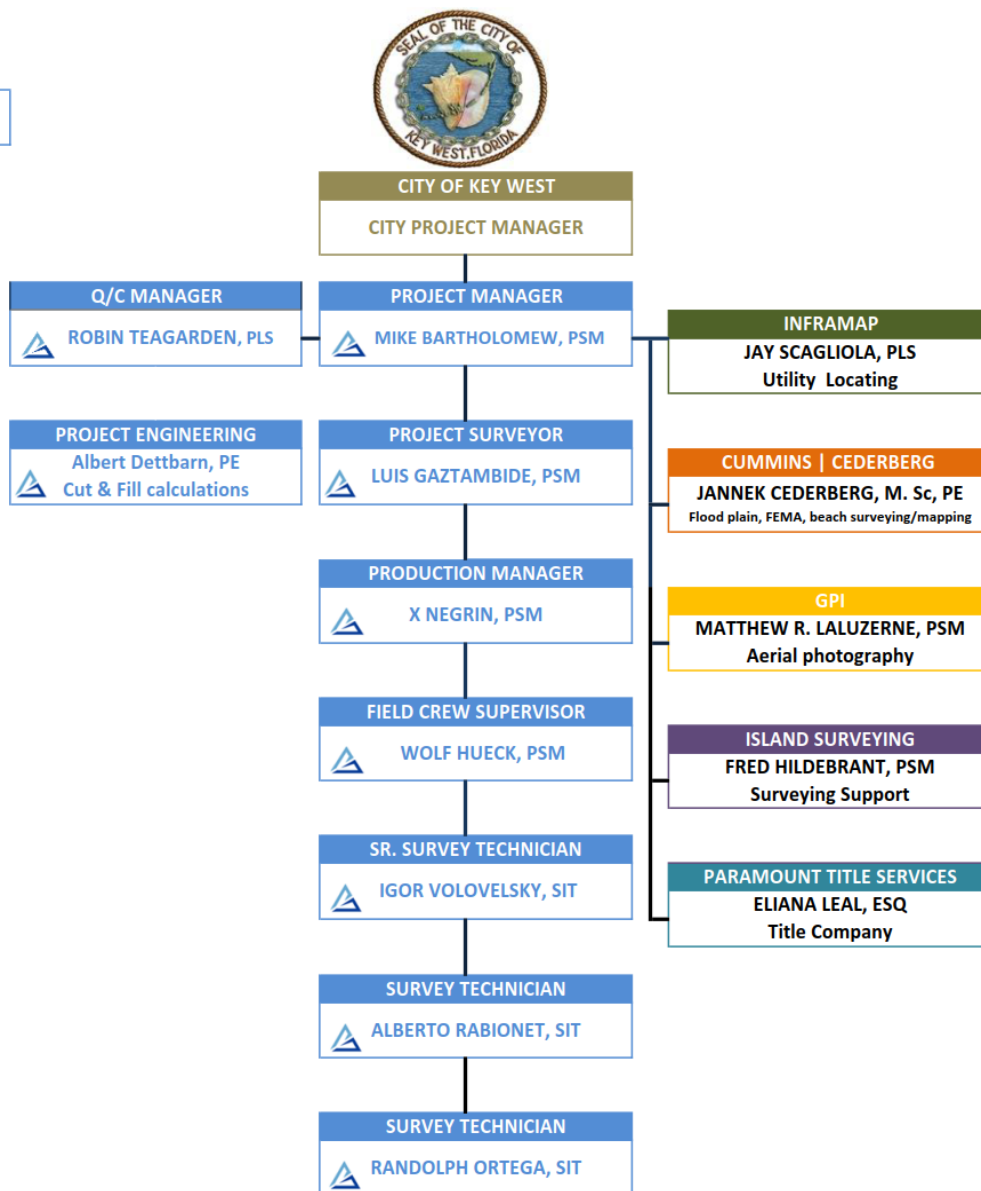 SEAL OF THE CITY OF
KEY WEST, FLORIDA
CITY OF KEY WEST
CITY PROJECT MANAGER
Q/C MANAGER
ROBIN TEAGARDEN, PLS
PROJECT MANAGER
MIKE BARTHOLOMEW, PSM
INFRAMAP
JAY SCAGLIOLA, PLS
Utility Locating
PROJECT ENGINEERING
Albert Dettbarn, PE
Cut & Fill calculations
PROJECT SURVEYOR
LUIS GAZTAMBIDE, PSM
CUMMINS | CEDERBERG
JANNEK CEDERBERG, M. Sc, PE
Flood plain, FEMA, beach surveying/mapping
PRODUCTION MANAGER
X NEGRIN, PSM
GPI
MATTHEW R. LALUZERNE, PSM
Aerial photography
FIELD CREW SUPERVISOR
WOLF HUECK, PSM
ISLAND SURVEYING
FRED HILDEBRANT, PSM
Surveying Support
SR. SURVEY TECHNICIAN
IGOR VOLOVELSKY, SIT
PARAMOUNT TITLE SERVICES
ELIANA LEAL, ESQ
Title Company
SURVEY TECHNICIAN
ALBERTO RABIONET, SIT
SURVEY TECHNICIAN
RANDOLPH ORTEGA, SIT